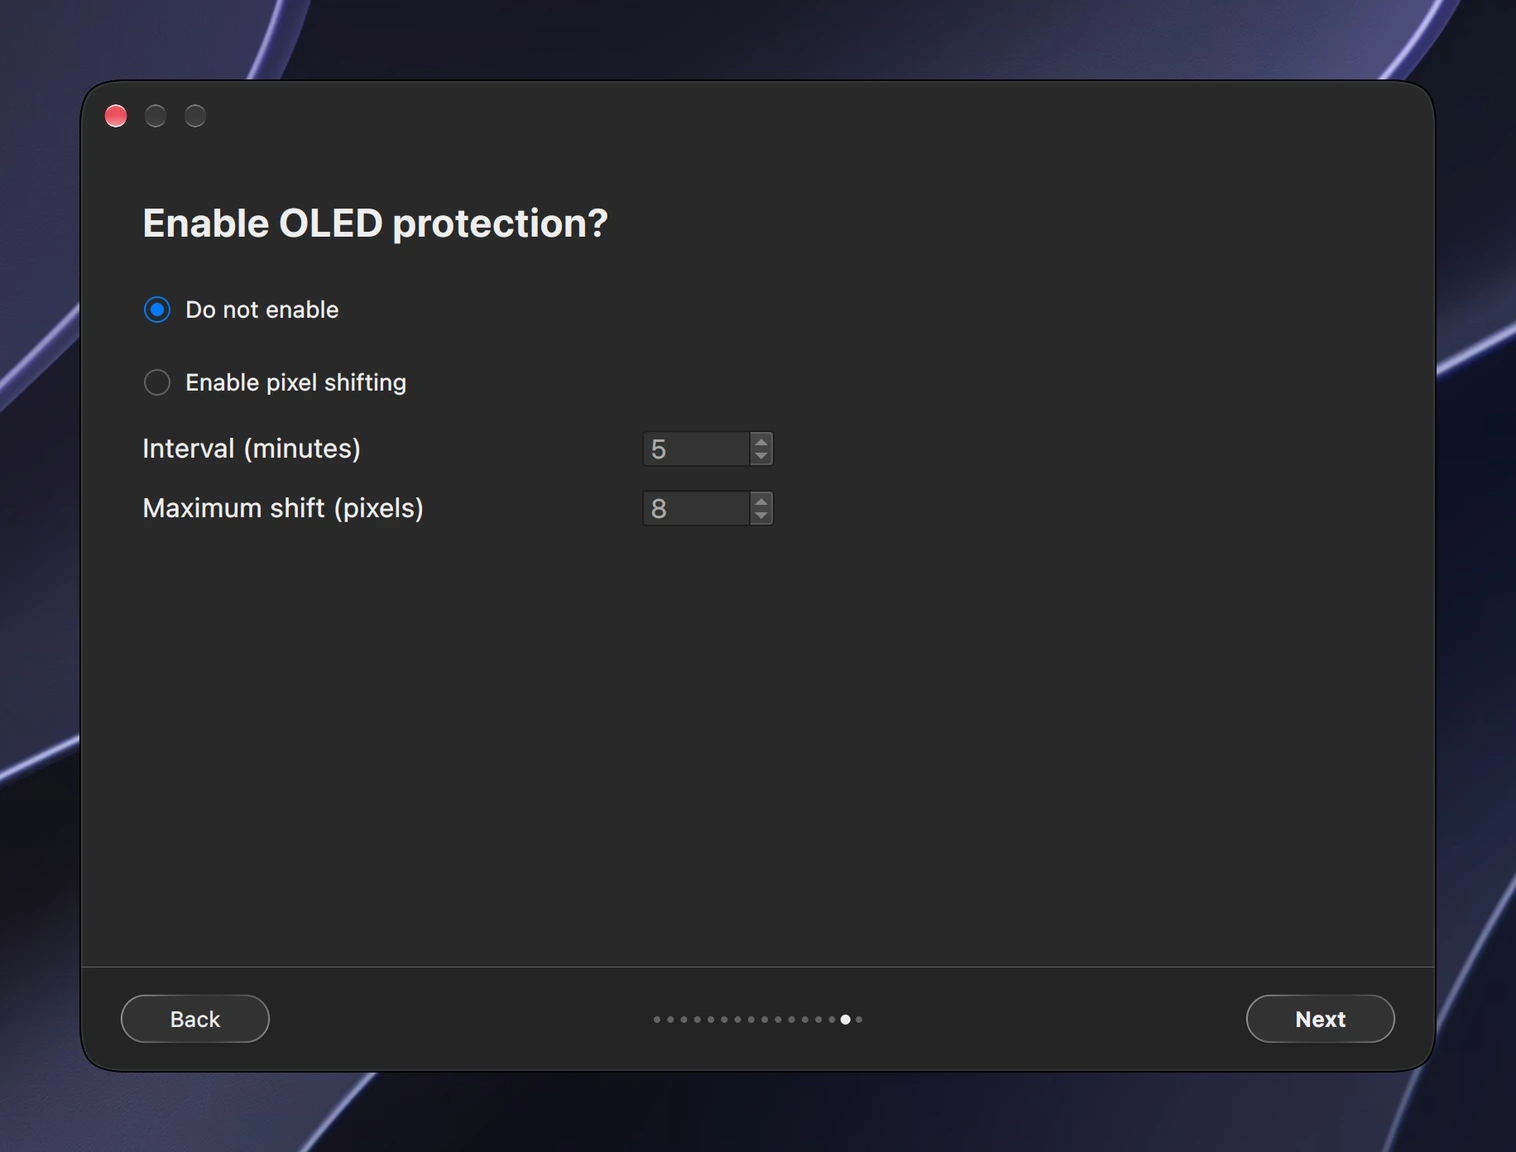 Enable OLED protection?
Do not enable
Enable pixel shifting
Interval (minutes) 5
Maximum shift (pixels) 8
Back Next